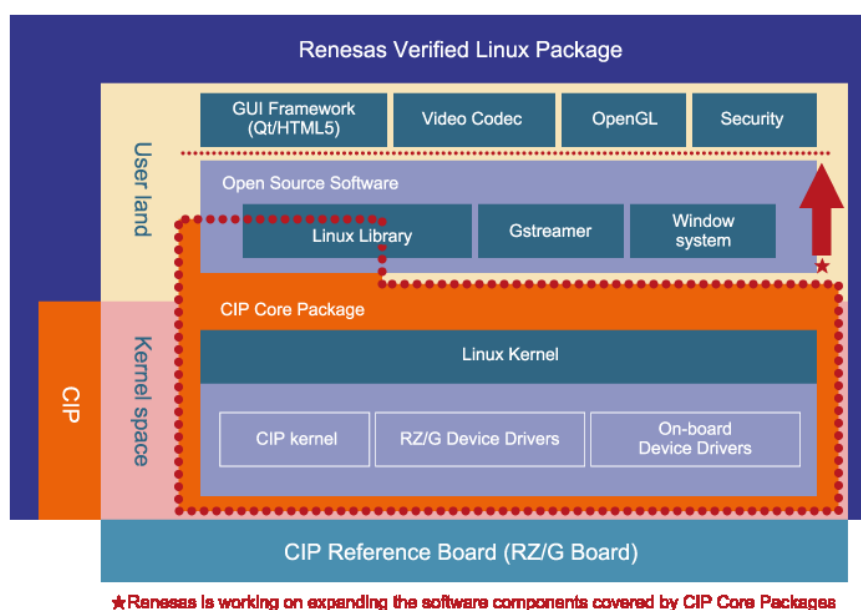 Renesas Verified Linux Package
User land
GUI Framework
(Qt/HTML5)
Video Codec
OpenGL
Security
Open Source Software
Linux Library
Gstreamer
Window
system
CIP
Kernel space
CIP Core Package
Linux Kernel
CIP kernel
RZ/G Device Drivers
On-board
Device Drivers
CIP Reference Board (RZ/G Board)
★Renesas is working on expanding the software components covered by CIP Core Packages